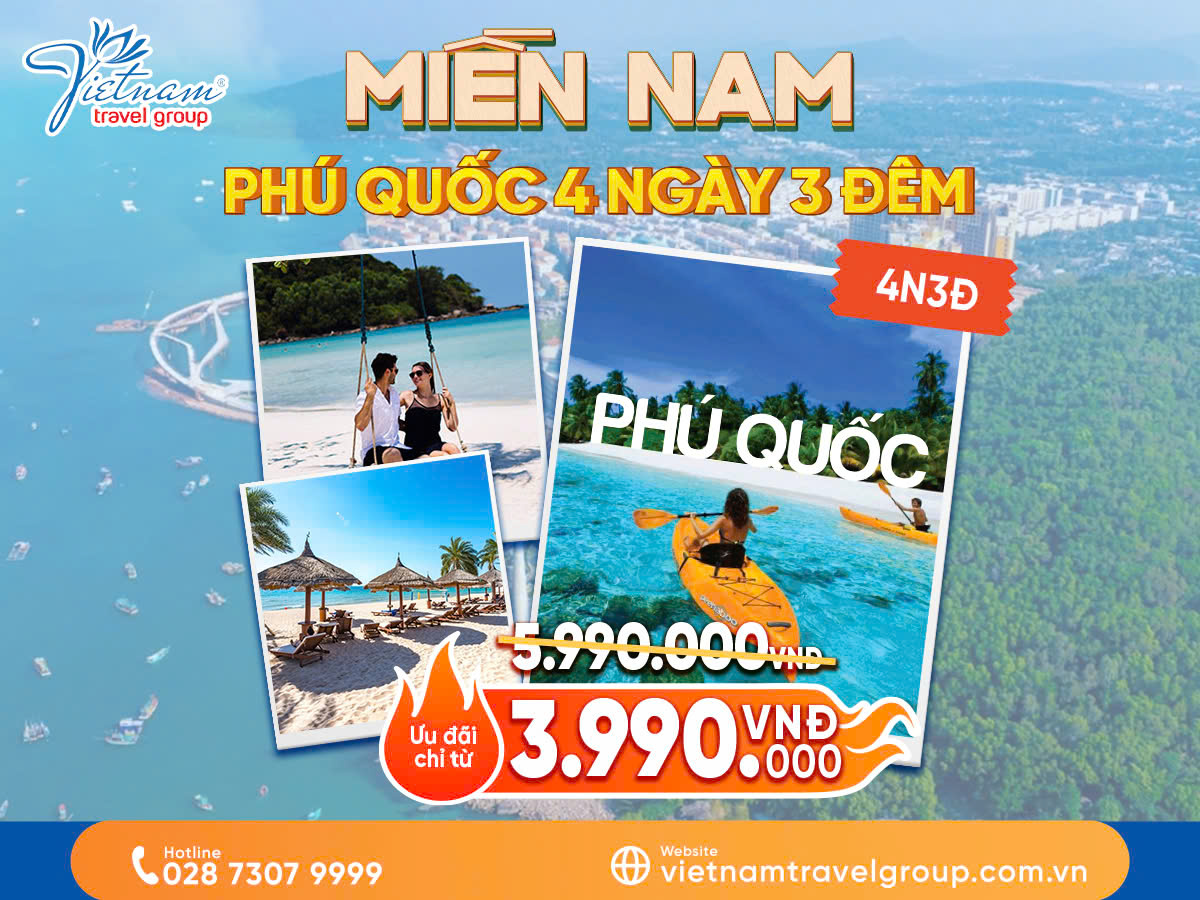 Vietnam®
travel group
MIỀN NAM
PHÚ QUỐC 4 NGÀY 3 ĐÊM
4N3Đ
PHÚ QUỐC
5.990.000VNĐ
Ưu đãi
chỉ từ
3.990.000 VNĐ
Hotline
028 7307 9999
Website
vietnamtravelgroup.com.vn